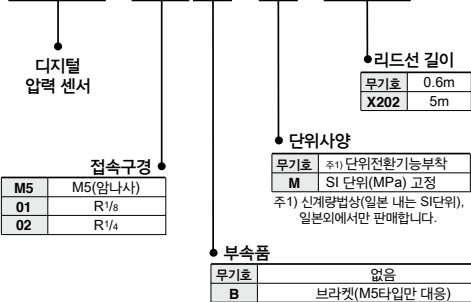 디지털
압력 센서
리드선 길이
무기호 0.6m
X202 5m
단위사양
무기호 주1) 단위전환기능부착
M SI 단위(MPa) 고정
주1) 신계량법상(일본 내는 SI단위),
일본외에서만 판매합니다.
접속구경
M5 M5(암나사)
01 R1/8
02 R1/4
부속품
무기호 없음
B 브라켓(M5타입만 대응)